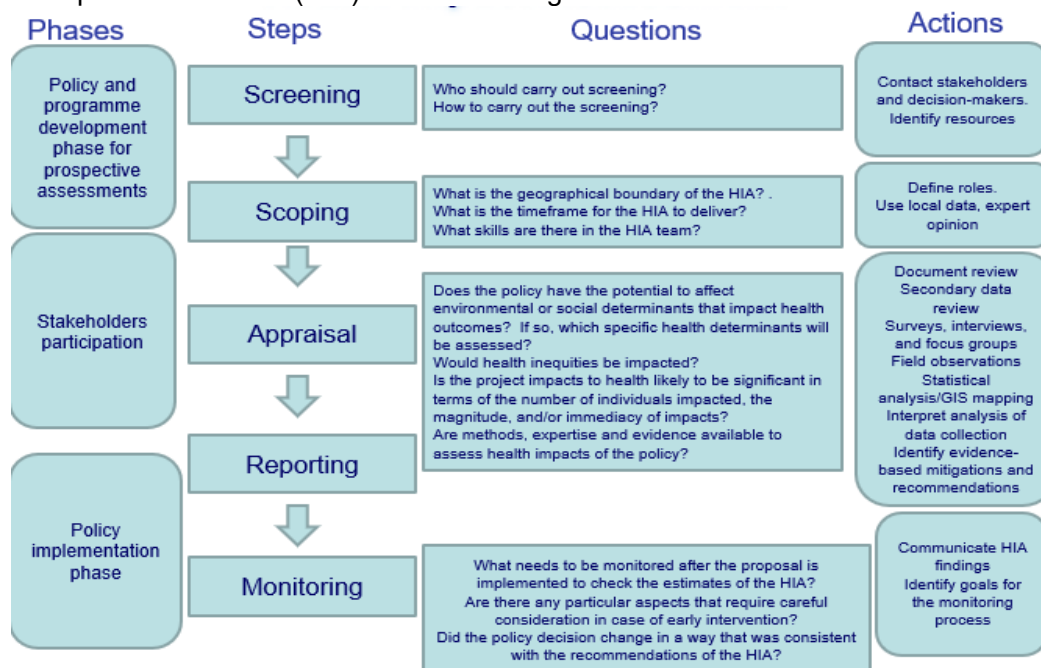 Phases
Steps
Questions
Actions
Policy and
programme
development
phase for
prospective
assessments
Stakeholders
participation
Policy
implementation
phase
Screening
Scoping
Appraisal
Reporting
Monitoring
Who should carry out screening?
How to carry out the screening?
What is the geographical boundary of the HIA? .
What is the timeframe for the HIA to deliver?
What skills are there in the HIA team?
Does the policy have the potential to affect
environmental or social determinants that impact health
outcomes? If so, which specific health determinants will
be assessed?
Would health inequities be impacted?
Is the project impacts to health likely to be significant in
terms of the number of individuals impacted, the
magnitude, and/or immediacy of impacts?
Are methods, expertise and evidence available to
assess health impacts of the policy?
What needs to be monitored after the proposal is
implemented to check the estimates of the HIA?
Are there any particular aspects that require careful
consideration in case of early intervention?
Did the policy decision change in a way that was consistent
with the recommendations of the HIA?
Contact stakeholders
and decision-makers.
Identify resources
Define roles.
Use local data, expert
opinion
Document review
Secondary data
review
Surveys, interviews,
and focus groups
Field observations
Statistical
analysis/GIS mapping
Interpret analysis of
data collection
Identify evidence-
based mitigations and
recommendations
Communicate HIA
findings
Identify goals for
the monitoring
process